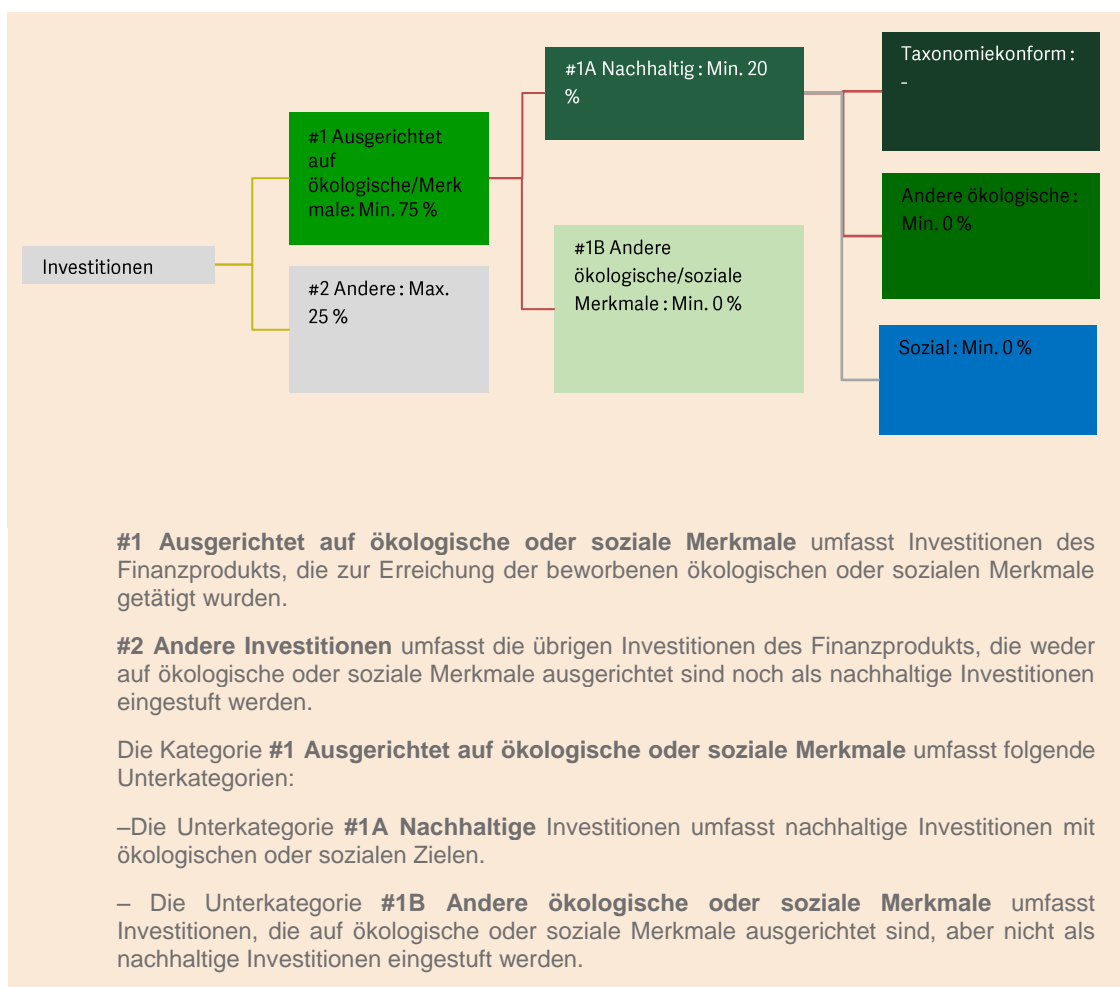 Investitionen
#1 Ausgerichtet
auf
ökologische/Merk
male: Min. 75 %
#2 Andere : Max.
25 %
#1A Nachhaltig : Min. 20
%
#1B Andere
ökologische/soziale
Merkmale : Min. 0 %
Taxonomiekonform :
-
Andere ökologische :
Min. 0 %
Sozial : Min. 0 %
#1 Ausgerichtet auf ökologische oder soziale Merkmale umfasst Investitionen des
Finanzprodukts, die zur Erreichung der beworbenen ökologischen oder sozialen Merkmale
getätigt wurden.
#2 Andere Investitionen umfasst die übrigen Investitionen des Finanzprodukts, die weder
auf ökologische oder soziale Merkmale ausgerichtet sind noch als nachhaltige Investitionen
eingestuft werden.
Die Kategorie #1 Ausgerichtet auf ökologische oder soziale Merkmale umfasst folgende
Unterkategorien:
–Die Unterkategorie #1A Nachhaltige Investitionen umfasst nachhaltige Investitionen mit
ökologischen oder sozialen Zielen.
– Die Unterkategorie #1B Andere ökologische oder soziale Merkmale umfasst
Investitionen, die auf ökologische oder soziale Merkmale ausgerichtet sind, aber nicht als
nachhaltige Investitionen eingestuft werden.